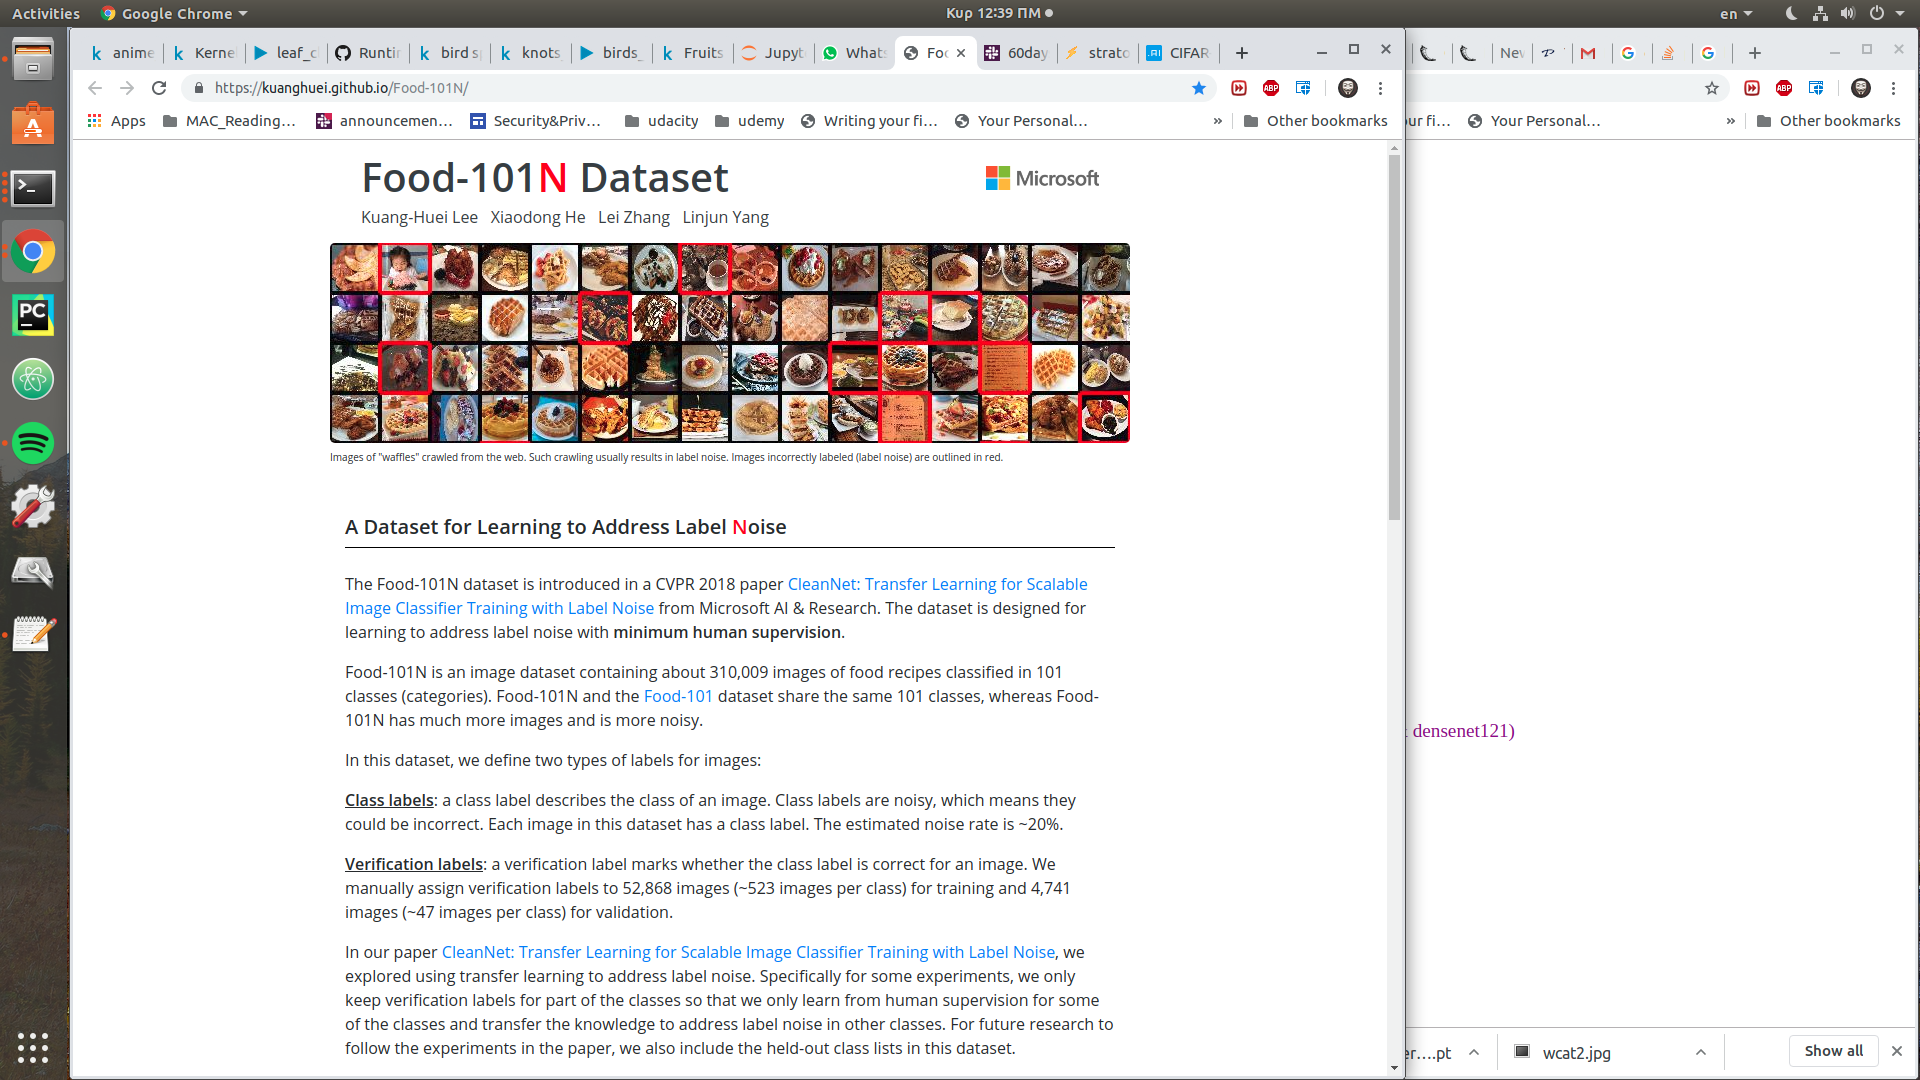 Activities
Google Chrome
Κυρ 12:39 ΠΜ
en
anime
Kerne
leaf_c
Runtir
bird s
knots
birds_
Fruits
Jupyt
Whats
Foo
60day
strato
CIFAR
New
https://kuanghuei.github.io/Food-101N/
ABP
ABP
Apps
MAC_Reading...
announcemen...
Security&Priv...
udacity
udemy
Writing your fi...
Your Personal...
»
Other bookmarks
ur fi...
Your Personal...
»
Other bookmarks
Food-101N Dataset
Microsoft
Kuang-Huei Lee Xiaodong He Lei Zhang Linjun Yang
Images of "waffles" crawled from the web. Such crawling usually results in label noise. Images incorrectly labeled (label noise) are outlined in red.
A Dataset for Learning to Address Label Noise
The Food-101N dataset is introduced in a CVPR 2018 paper CleanNet: Transfer Learning for Scalable
Image Classifier Training with Label Noise from Microsoft AI & Research. The dataset is designed for
learning to address label noise with minimum human supervision.
Food-101N is an image dataset containing about 310,009 images of food recipes classified in 101
classes (categories). Food-101N and the Food-101 dataset share the same 101 classes, whereas Food-
101N has much more images and is more noisy.
densenet121)
In this dataset, we define two types of labels for images:
Class labels: a class label describes the class of an image. Class labels are noisy, which means they
could be incorrect. Each image in this dataset has a class label. The estimated noise rate is ~20%.
Verification labels: a verification label marks whether the class label is correct for an image. We
manually assign verification labels to 52,868 images (~523 images per class) for training and 4,741
images (~47 images per class) for validation.
In our paper CleanNet: Transfer Learning for Scalable Image Classifier Training with Label Noise, we
explored using transfer learning to address label noise. Specifically for some experiments, we only
keep verification labels for part of the classes so that we only learn from human supervision for some
of the classes and transfer the knowledge to address label noise in other classes. For future research to
follow the experiments in the paper, we also include the held-out class lists in this dataset.
er....pt
wcat2.jpg
Show all